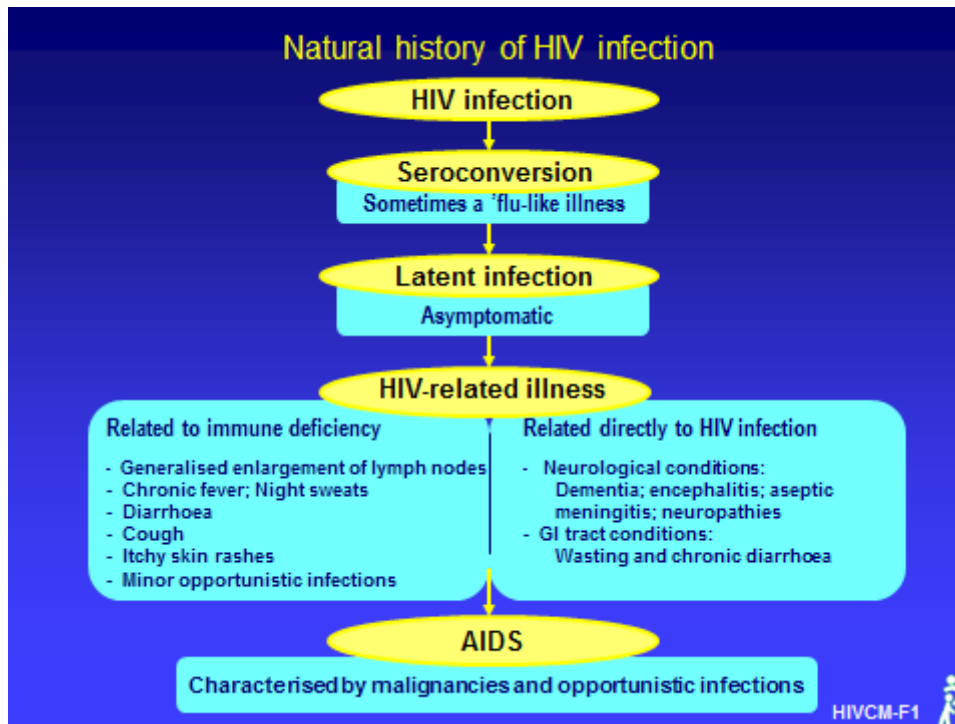 Natural history of HIV infection
HIV infection
Seroconversion
Sometimes a 'flu-like illness
Latent infection
Asymptomatic
HIV-related illness
Related to immune deficiency
- Generalised enlargement of lymph nodes
- Chronic fever; Night sweats
- Diarrhoea
- Cough
- Itchy skin rashes
- Minor opportunistic infections
Related directly to HIV infection
- Neurological conditions:
Dementia; encephalitis; aseptic
meningitis; neuropathies
- GI tract conditions:
Wasting and chronic diarrhoea
AIDS
Characterised by malignancies and opportunistic infections
HIVCM-F1